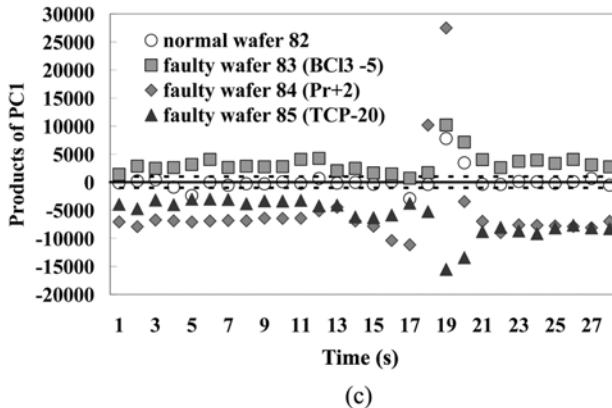 30000
25000
20000
15000
10000
5000
0
-5000
-10000
-15000
-20000
Products of PC1
normal wafer 82
faulty wafer 83 (BCl3 -5)
faulty wafer 84 (Pr+2)
faulty wafer 85 (TCP-20)
1 3 5 7 9 11 13 15 17 19 21 23 25 27
Time (s)
(c)